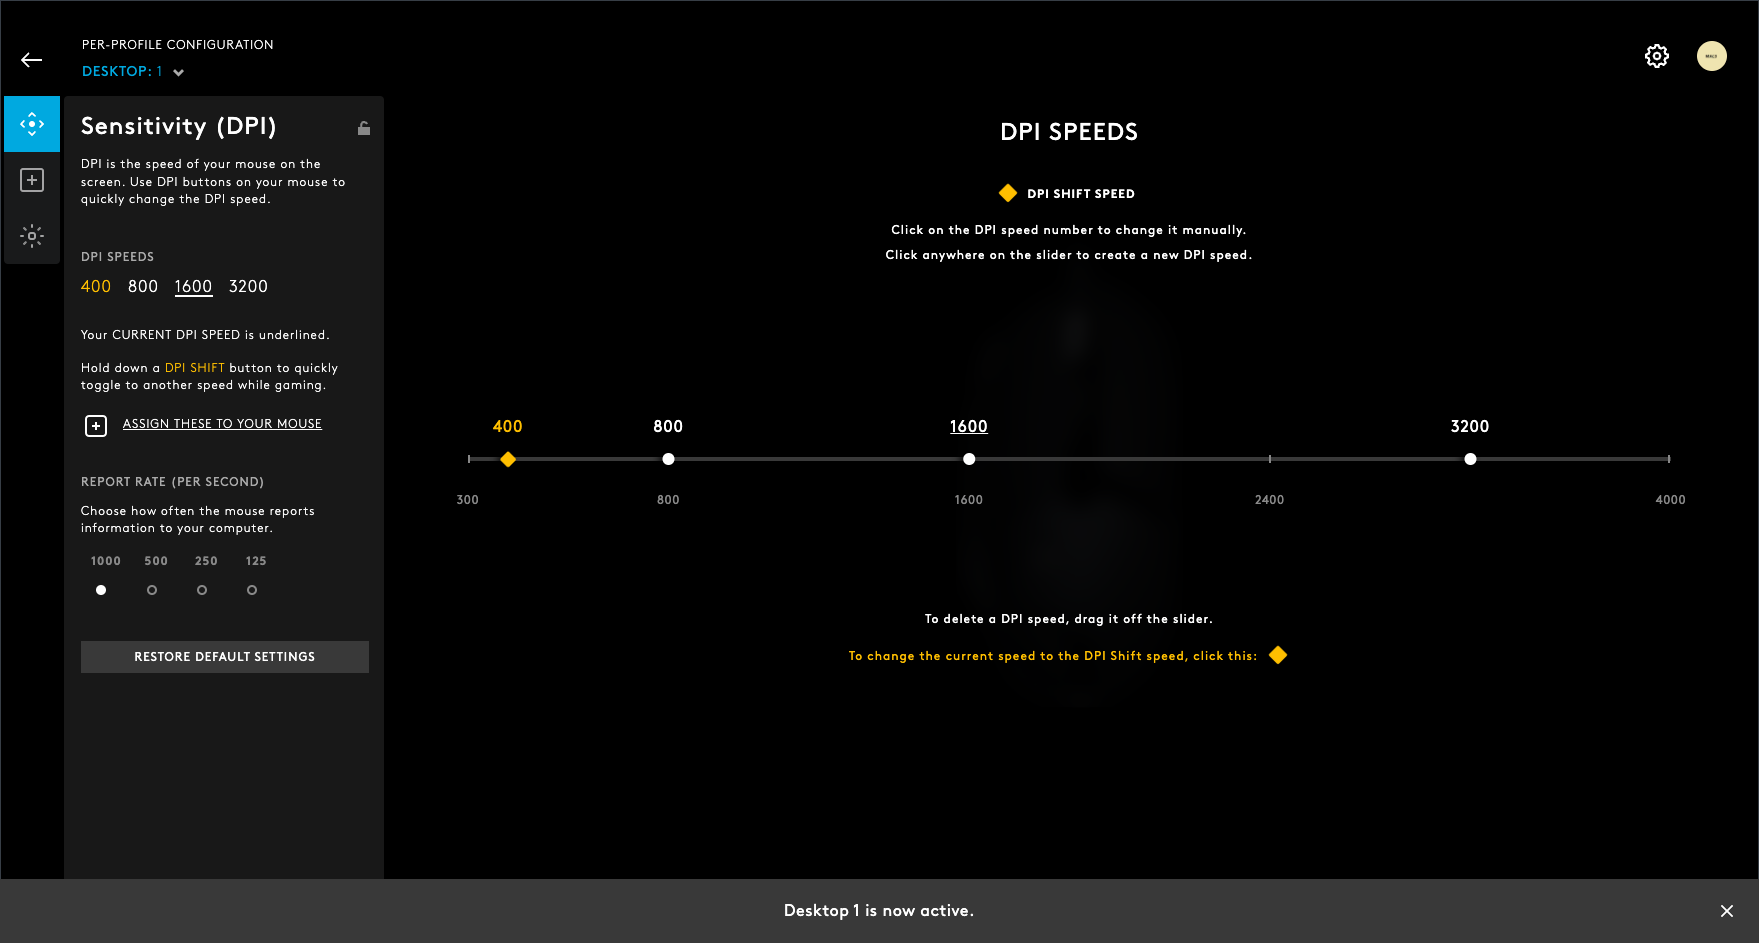 PER-PROFILE CONFIGURATION
DESKTOP: 1
Sensitivity (DPI)
DPI is the speed of your mouse on the
screen. Use DPI buttons on your mouse to
quickly change the DPI speed.
DPI SPEEDS
400 800 1600 3200
Your CURRENT DPI SPEED is underlined.
Hold down a DPI SHIFT button to quickly
toggle to another speed while gaming.
ASSIGN THESE TO YOUR MOUSE
REPORT RATE (PER SECOND)
Choose how often the mouse reports
information to your computer.
1000 500 250 125
RESTORE DEFAULT SETTINGS
DPI SPEEDS
DPI SHIFT SPEED
Click on the DPI speed number to change it manually.
Click anywhere on the slider to create a new DPI speed.
400 800 1600 3200
300 800 1600 2400 4000
To delete a DPI speed, drag it off the slider.
To change the current speed to the DPI Shift speed, click this:
Desktop 1 is now active.